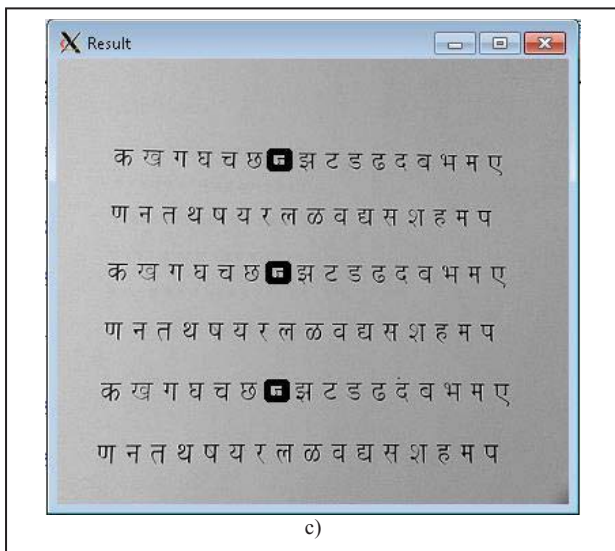 Result
क ख ग घ च छ झ ट ड ढ द ब भ म ए
ण न त थ ष य र ल ळ व द्य स श ह म प
क ख ग घ च छ झ ट ड ढ द व भ म ए
ण न त थ ष य र ल ळ व द्य स श ह म प
क ख ग घ च छ झ ट ड ढ दं ब भ म ए
ण न त थ ष य र ल ळ व द्य स श ह म प
c)